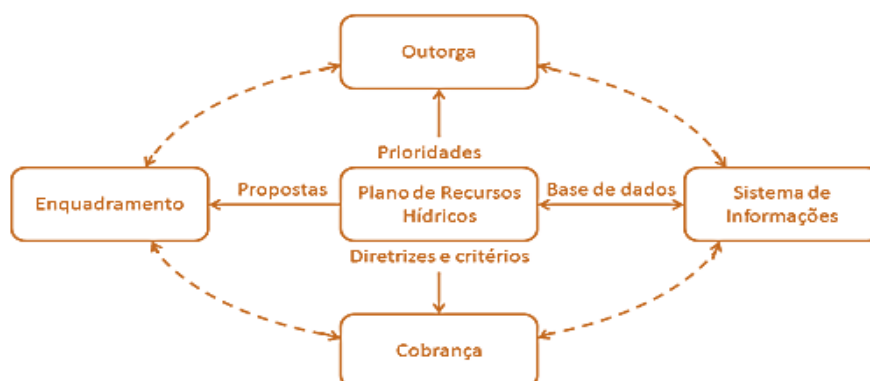 Outorga
Prioridades
Enquadramento
Propostas
Plano de Recursos
Hídricos
Base de dados
Sistema de
Informações
Diretrizes e critérios
Cobrança